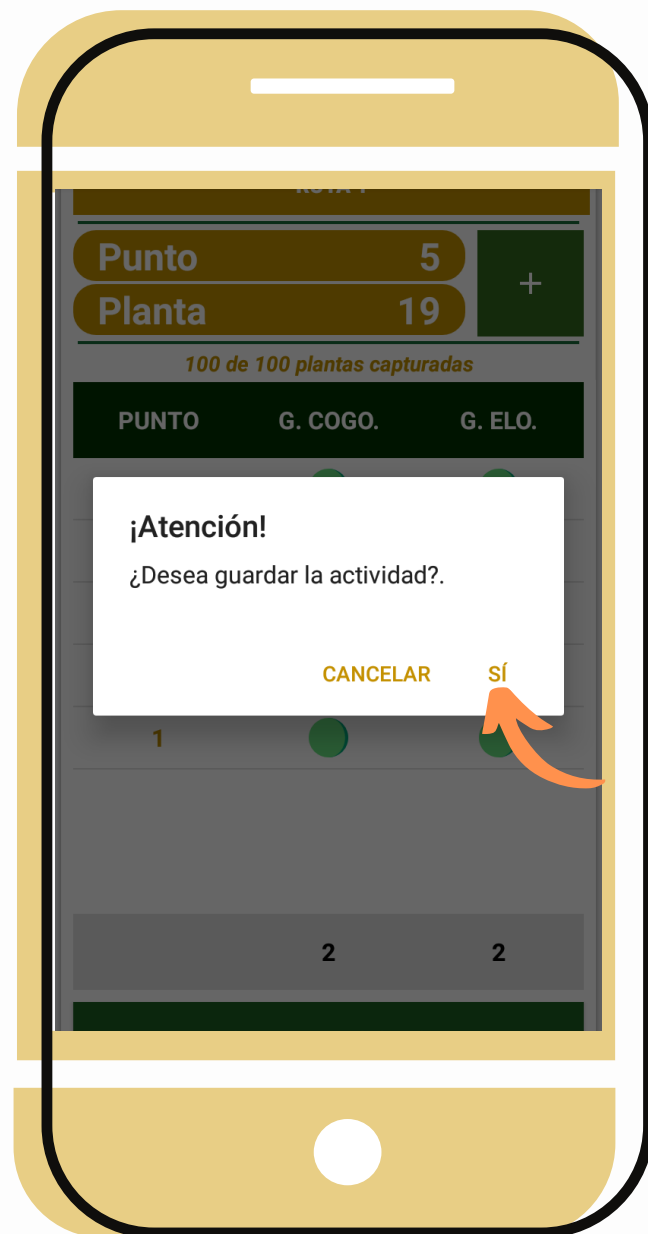 Punto 5
Planta 19
+
100 de 100 plantas capturadas
PUNTO G. COGO. G. ELO.
¡Atención!
¿Desea guardar la actividad?.
CANCELAR SÍ
1
2 2